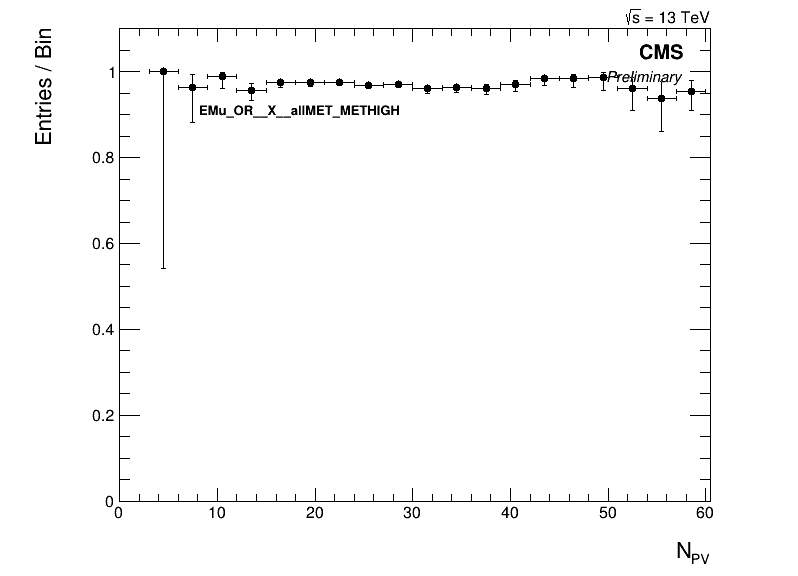 √s = 13 TeV
Entries / Bin
CMS
Preliminary
EMu_OR__X__allMET_METHIGH
1
0.8
0.6
0.4
0.2
0
0 10 20 30 40 50 60
N_PV